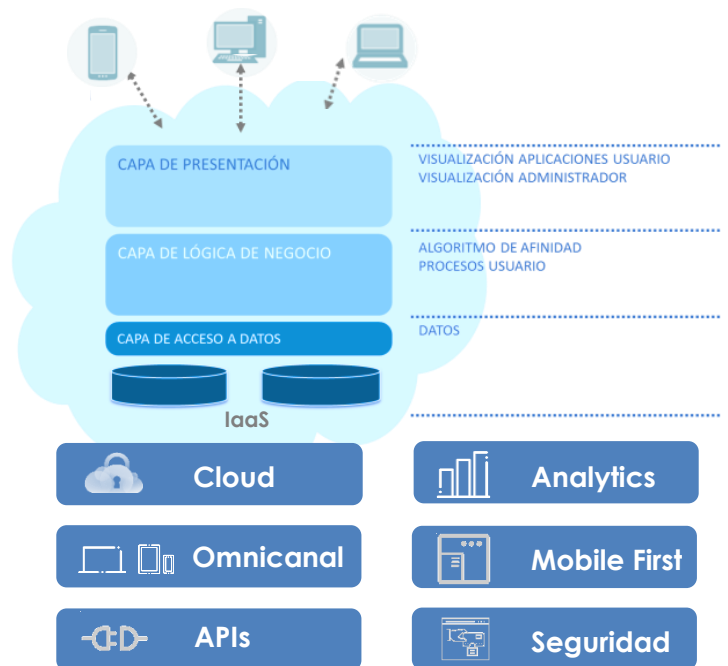 CAPA DE PRESENTACIÓN
VISUALIZACIÓN APLICACIONES USUARIO
VISUALIZACIÓN ADMINISTRADOR
CAPA DE LÓGICA DE NEGOCIO
ALGORITMO DE AFINIDAD
PROCESOS USUARIO
CAPA DE ACCESO A DATOS
DATOS
IaaS
Cloud
Analytics
Omnicanal
Mobile First
APIs
Seguridad